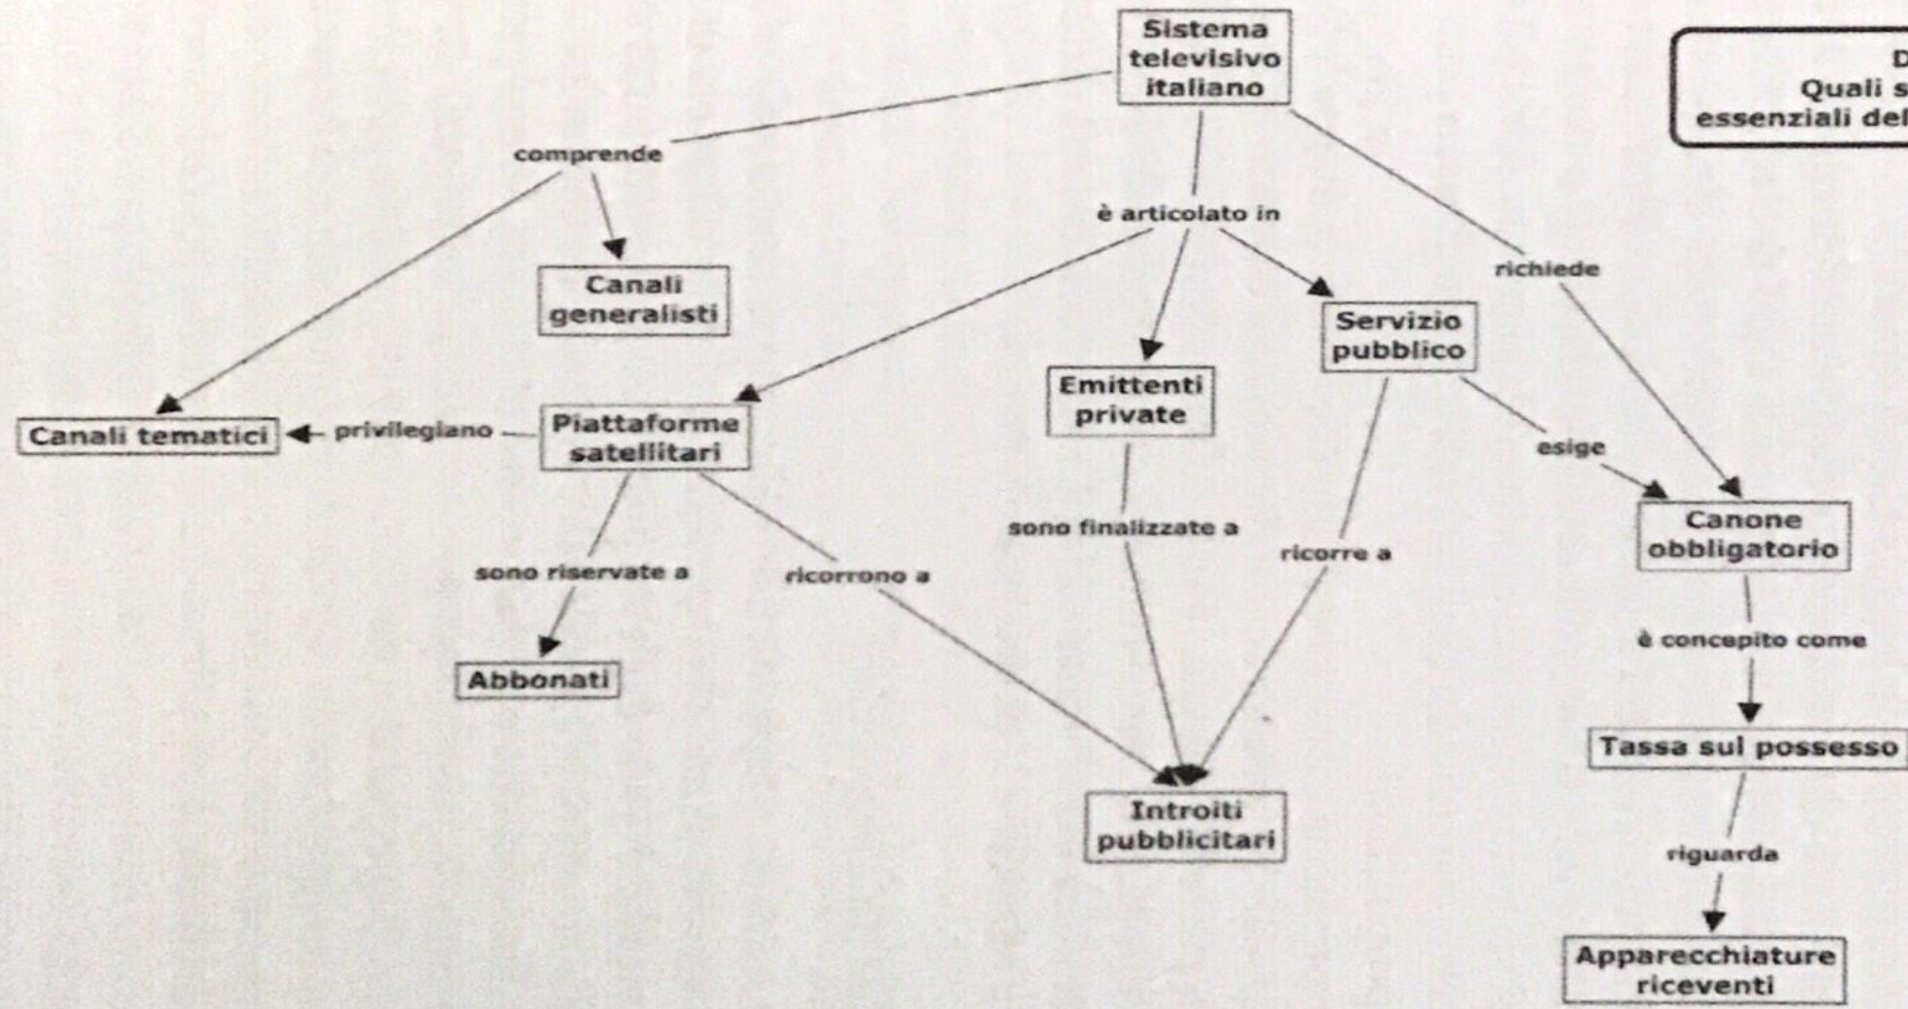 Sistema
televisivo
italiano
D
Quali s
essenziali del
comprende
è articolato in
richiede
Canali
generalisti
Servizio
pubblico
Emittenti
private
Canali tematici
privilegiano
Piattaforme
satellitari
esige
Canone
obbligatorio
sono finalizzate a
ricorre a
sono riservate a
ricorrono a
è concepito come
Abbonati
Tassa sul possesso
Introiti
pubblicitari
riguarda
Apparecchiature
riceventi